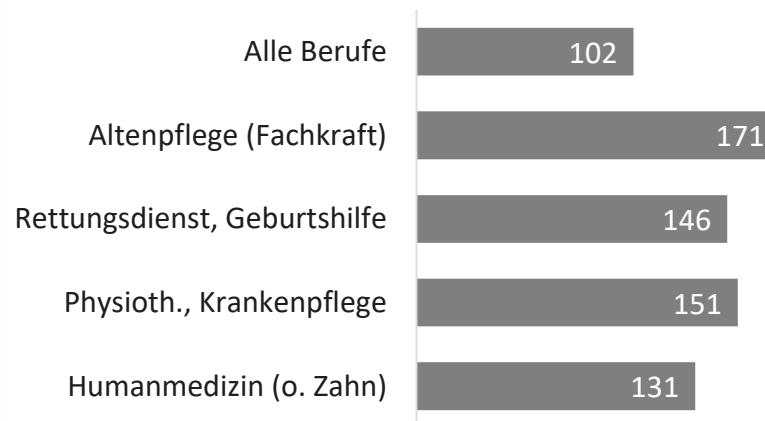 Alle Berufe 102
Altenpflege (Fachkraft) 171
Rettungsdienst, Geburtshilfe 146
Physioth., Krankenpflege 151
Humanmedizin (o. Zahn) 131